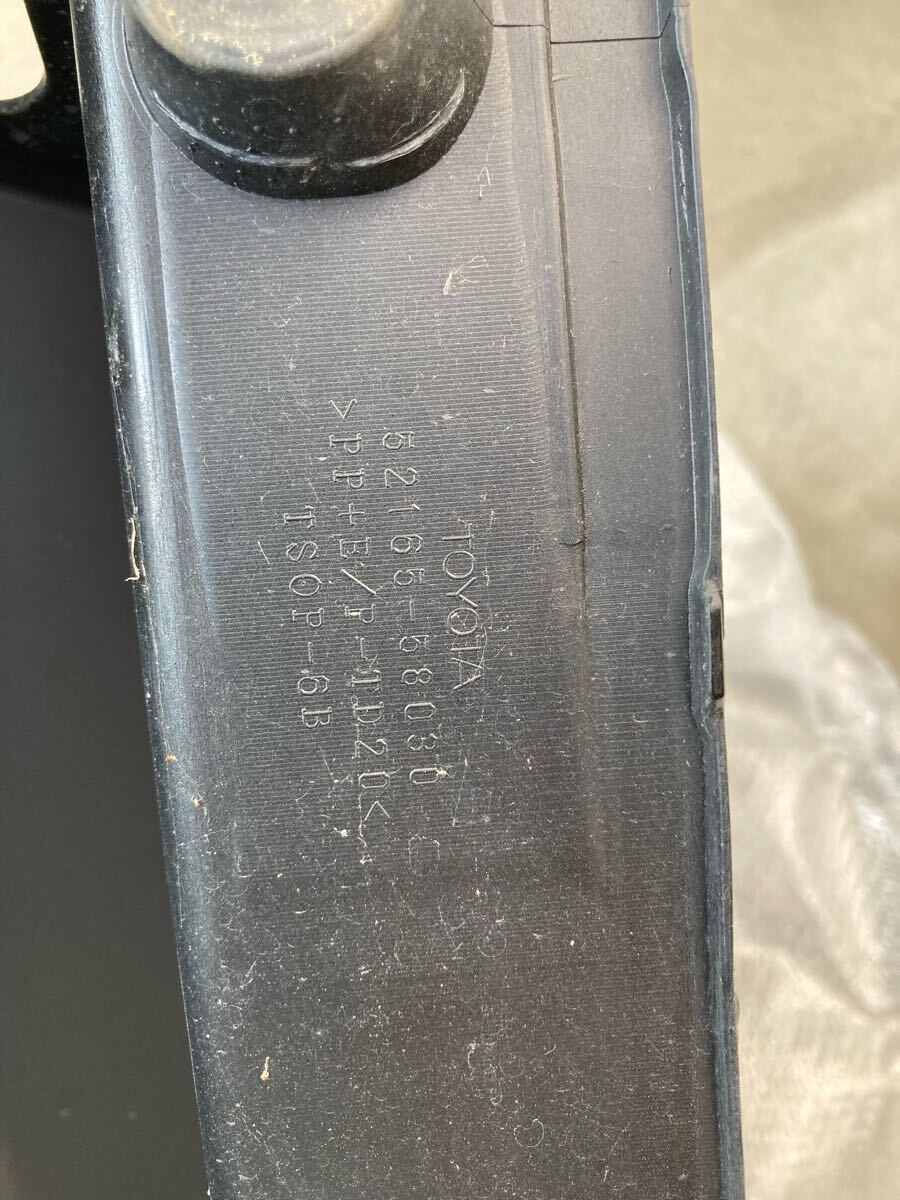 TOYOTA
52165-58030
>PP+E/P-TD20<
TSOP-6B